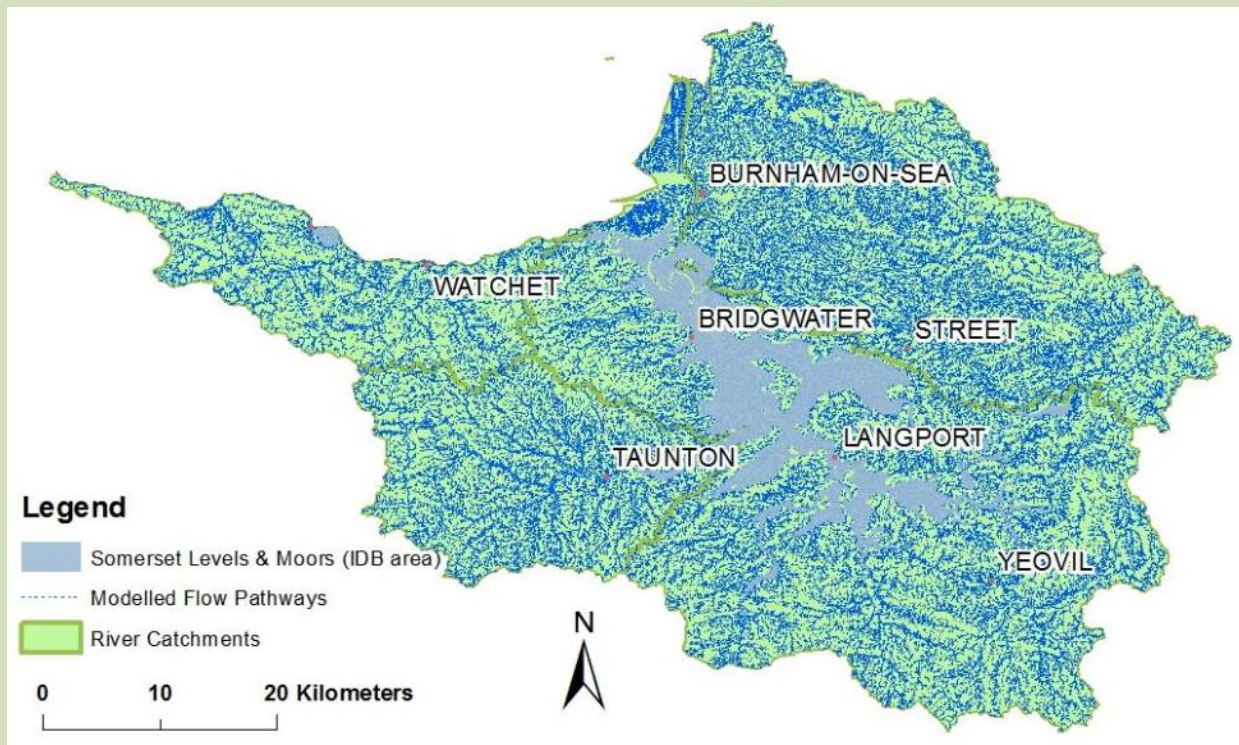 BURNHAM-ON-SEA
WATCHET
BRIDGWATER
STREET
LANGPORT
TAUNTON
YEOVIL
Legend
Somerset Levels & Moors (IDB area)
Modelled Flow Pathways
River Catchments
0 10 20 Kilometers
N